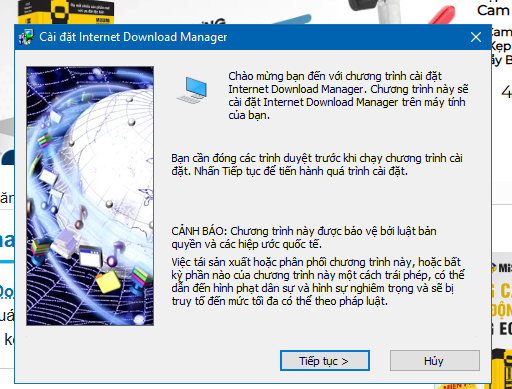 Cài đặt Internet Download Manager
Chào mừng bạn đến với chương trình cài đặt
Internet Download Manager. Chương trình này sẽ
cài đặt Internet Download Manager trên máy tính
của bạn.
Bạn cần đóng các trình duyệt trước khi chạy chương trình cài
đặt. Nhấn Tiếp tục để tiến hành quá trình cài đặt.
CẢNH BÁO: Chương trình này được bảo vệ bởi luật bản
quyền và các hiệp ước quốc tế.
Việc tái sản xuất hoặc phân phối chương trình này, hoặc bất
kỳ phần nào của chương trình này một cách trái phép, có thể
dẫn đến hình phạt dân sự và hình sự nghiêm trọng và sẽ bị
truy tố đến mức tối đa có thể theo pháp luật.
Tiếp tục >
Hủy
Cam